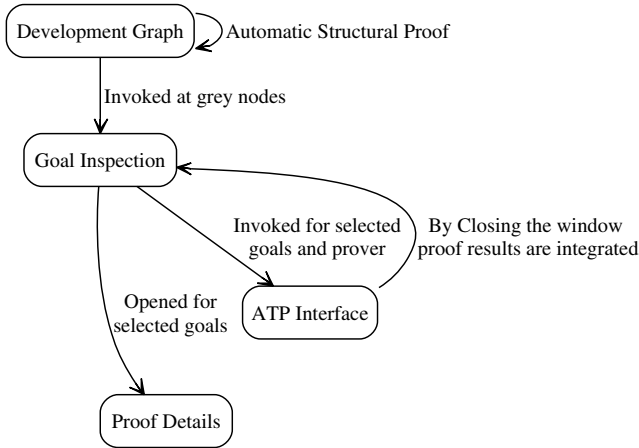 Development Graph
Automatic Structural Proof
Invoked at grey nodes
Goal Inspection
Invoked for selected
goals and prover
By Closing the window
proof results are integrated
Opened for
selected goals
ATP Interface
Proof Details